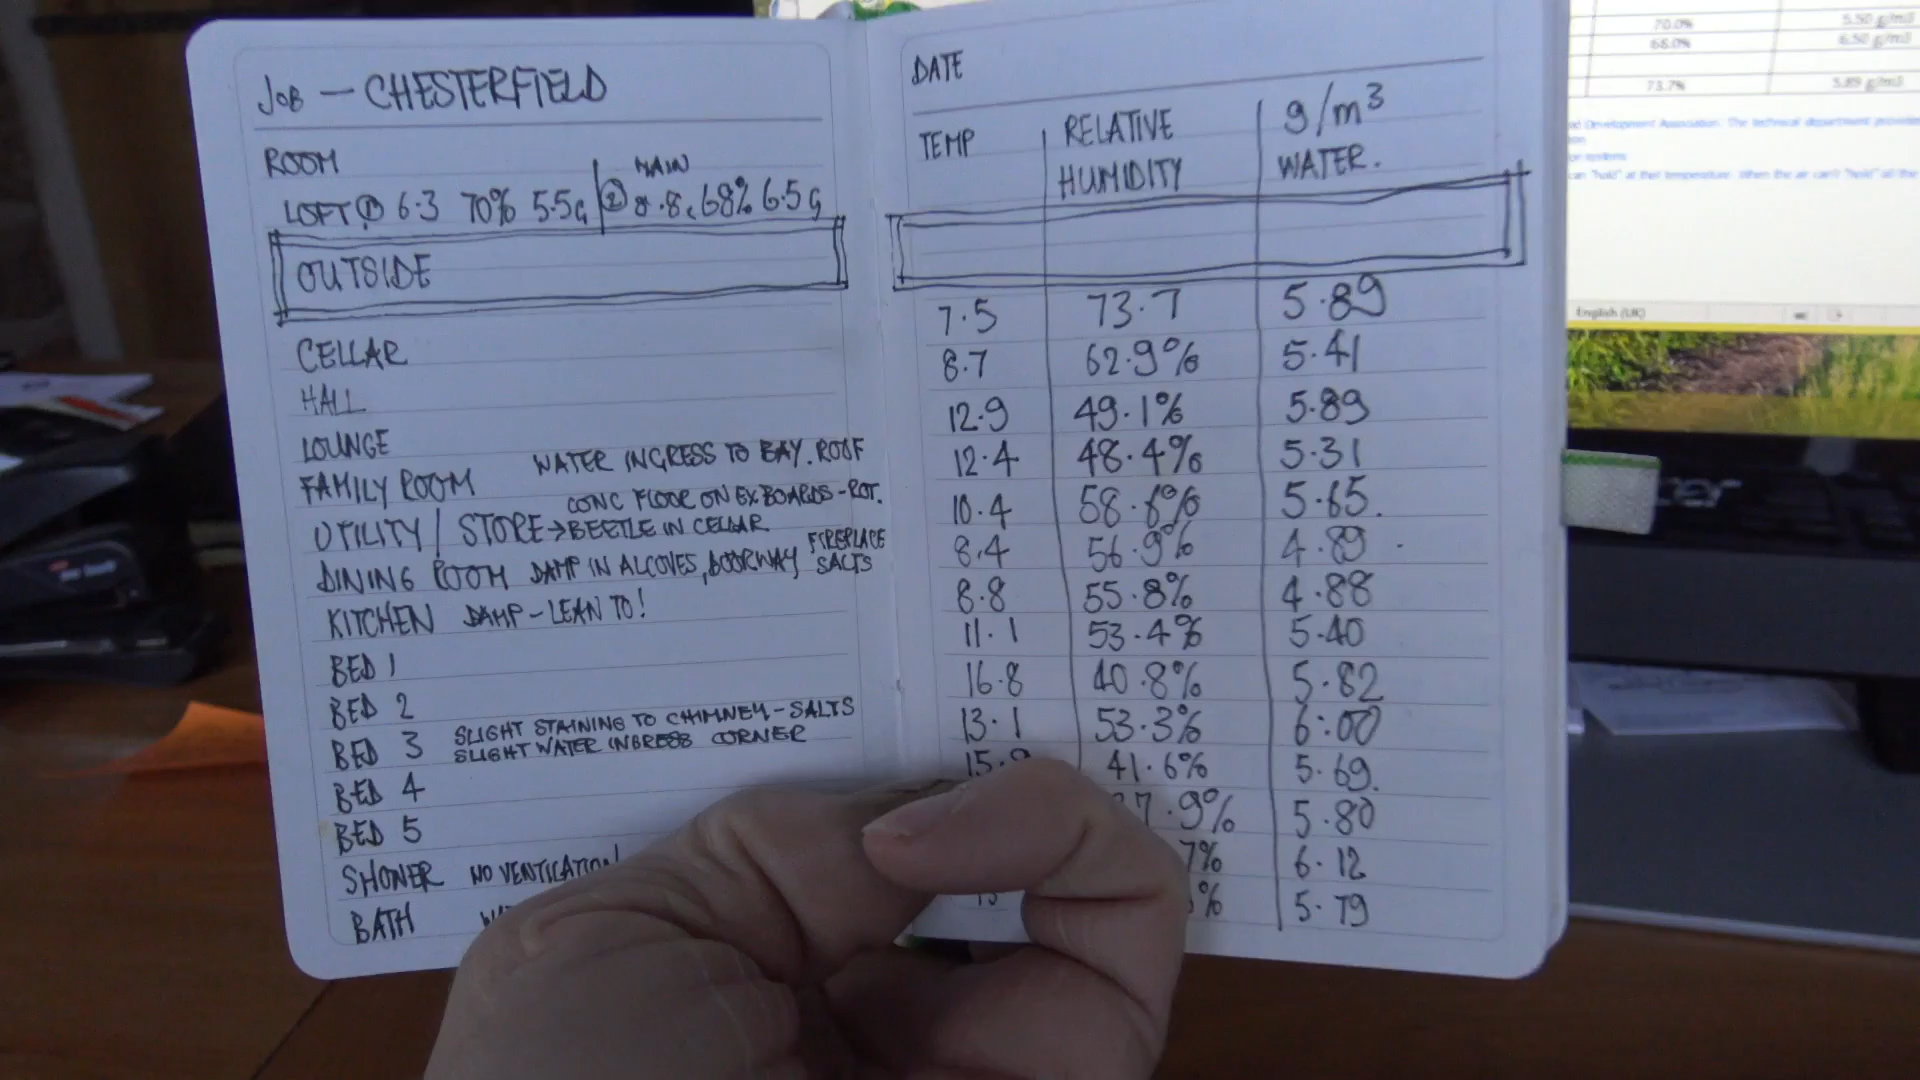 JOB - CHESTERFIELD
ROOM
MAIN
LOFT ① 6.3 70% 5.5G ② 8.8 68% 6.5G
OUTSIDE
CELLAR
HALL
LOUNGE
WATER INGRESS TO BAY. ROOF
FAMILY ROOM
CONC FLOOR ON EX BOARDS - ROT.
UTILITY / STORE → BEETLE IN CELLAR
FIREPLACE
DINING ROOM DAMP IN ALCOVES, DOORWAY SALTS
KITCHEN DAMP - LEAN TO!
BED 1
BED 2
SLIGHT STAINING TO CHIMNEY - SALTS
BED 3 SLIGHT WATER INGRESS CORNER
BED 4
BED 5
SHOWER NO VENTILATION
BATH
DATE
TEMP RELATIVE HUMIDITY g/m³ WATER.
7.5 73.7 5.89
8.7 62.9% 5.41
12.9 49.1% 5.89
12.4 48.4% 5.31
10.4 58.8% 5.65.
8.4 56.9% 4.89
8.8 55.8% 4.88
11.1 53.4% 5.40
16.8 40.8% 5.82
13.1 53.3% 6:00
41.6% 5.69.
5.80
6.12
5.79
70.0% 5.50 g/m3
68.0% 6.50 g/m3
73.7% 5.89 g/m3
English (UK)
acer